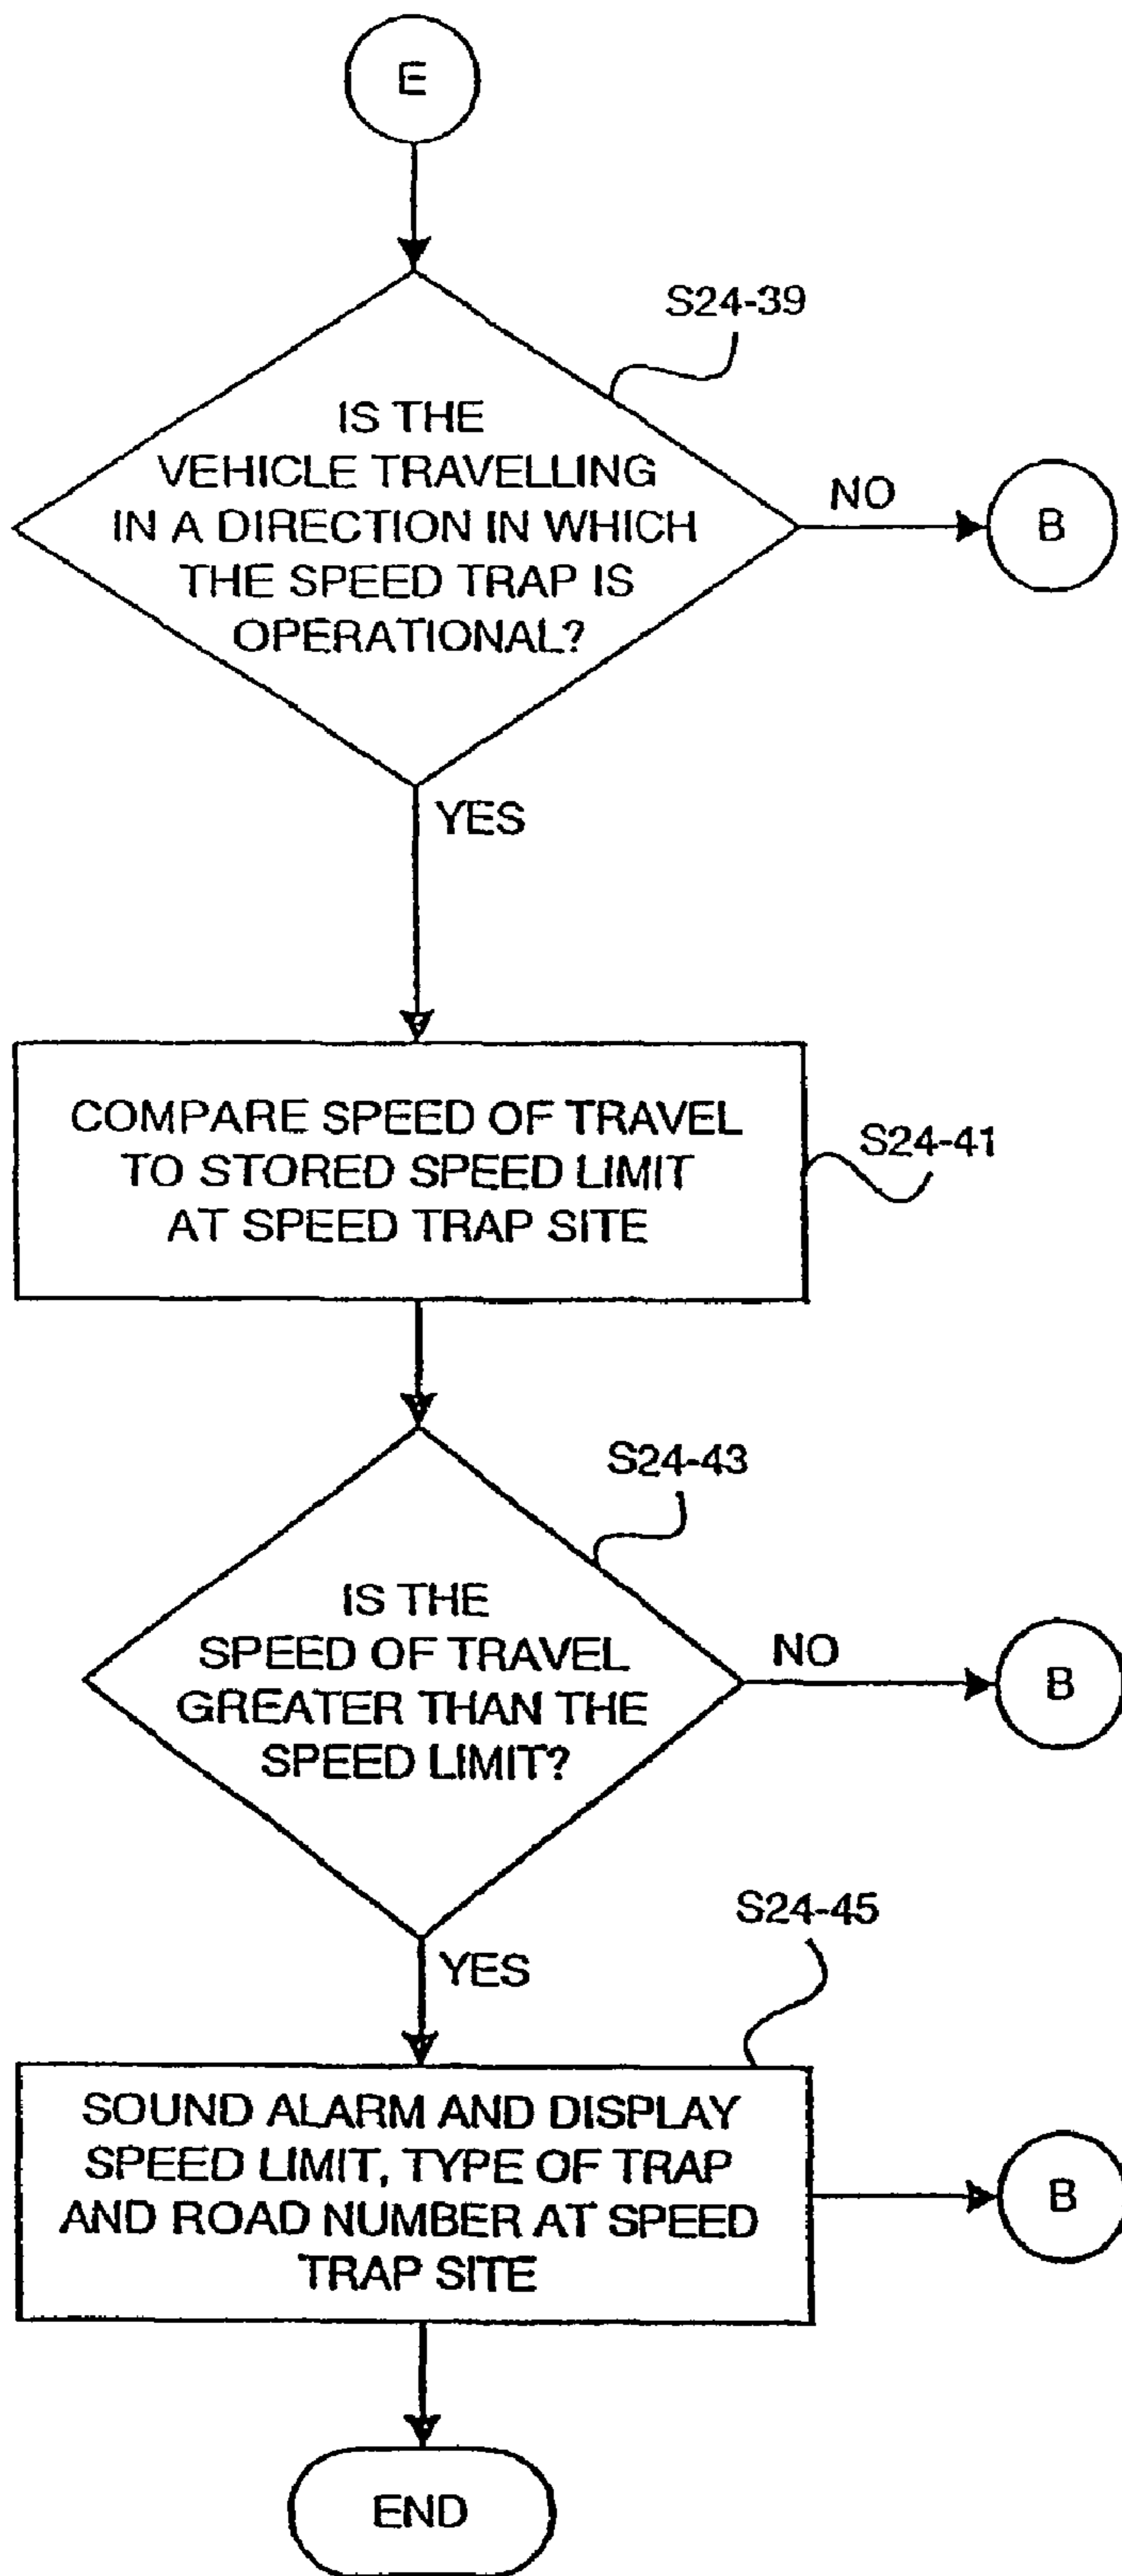 E
S24-39
IS THE
VEHICLE TRAVELLING
IN A DIRECTION IN WHICH
THE SPEED TRAP IS
OPERATIONAL?
NO
B
YES
COMPARE SPEED OF TRAVEL
TO STORED SPEED LIMIT
AT SPEED TRAP SITE
S24-41
S24-43
IS THE
SPEED OF TRAVEL
GREATER THAN THE
SPEED LIMIT?
NO
B
YES
S24-45
SOUND ALARM AND DISPLAY
SPEED LIMIT, TYPE OF TRAP
AND ROAD NUMBER AT SPEED
TRAP SITE
B
END